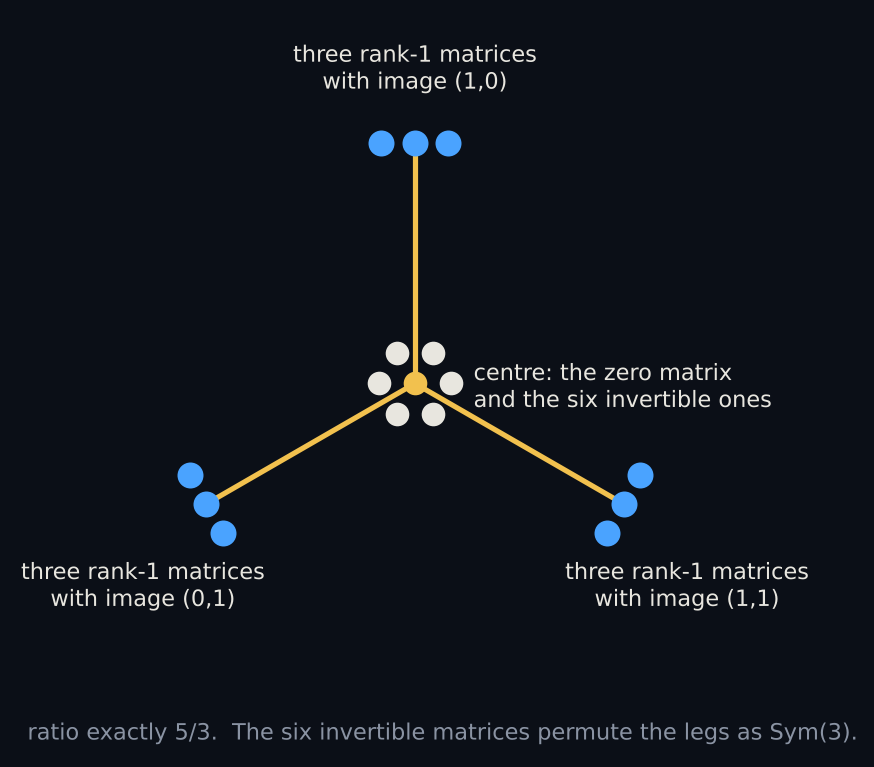 three rank-1 matrices
with image (1,0)
centre: the zero matrix
and the six invertible ones
three rank-1 matrices
with image (0,1)
three rank-1 matrices
with image (1,1)
ratio exactly 5/3.  The six invertible matrices permute the legs as Sym(3).